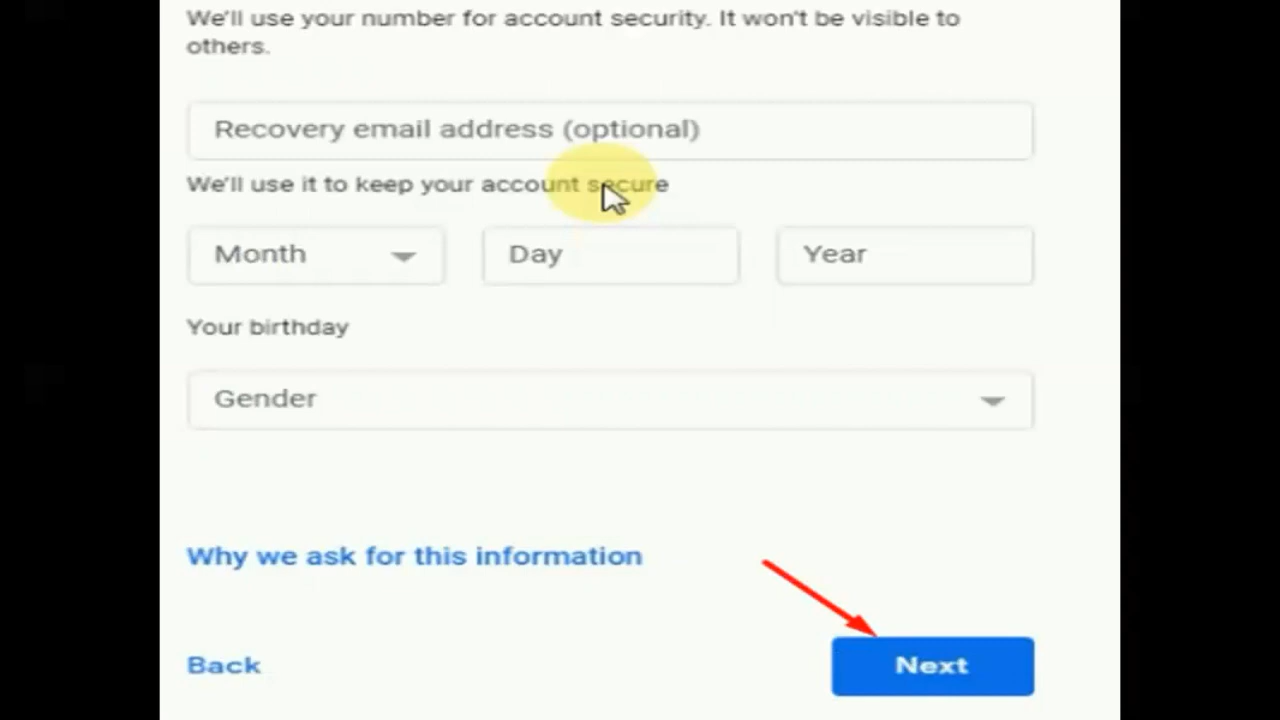 We'll use your number for account security. It won't be visible to
others.
Recovery email address (optional)
We'll use it to keep your account secure
Month Day Year
Your birthday
Gender
Why we ask for this information
Back Next